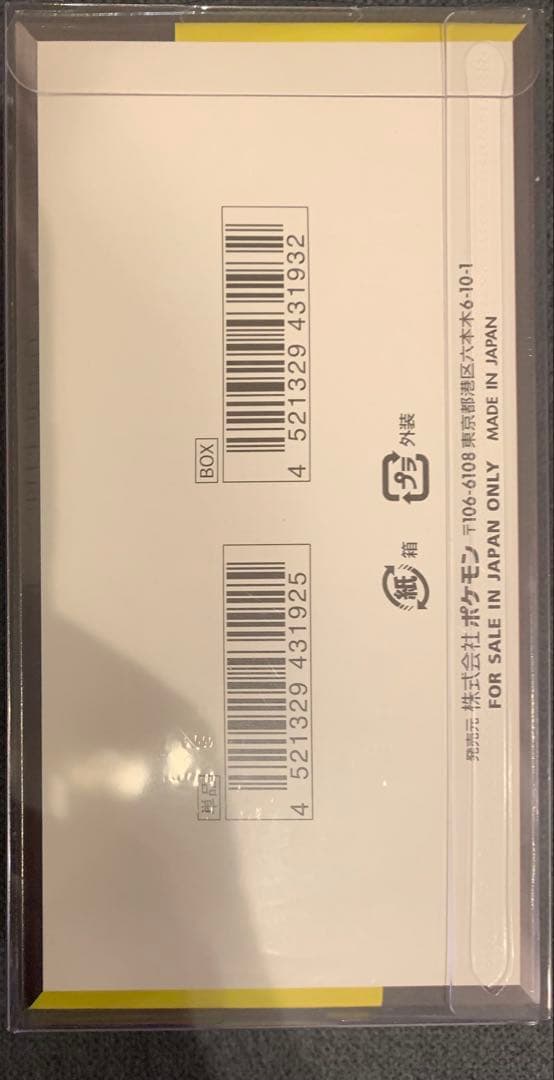 単品
4 521329 431925
BOX
4 521329 431932
紙 箱
プラ 外装
発売元 株式会社 ポケモン 〒106-6108 東京都港区六本木6-10-1
FOR SALE IN JAPAN ONLY MADE IN JAPAN